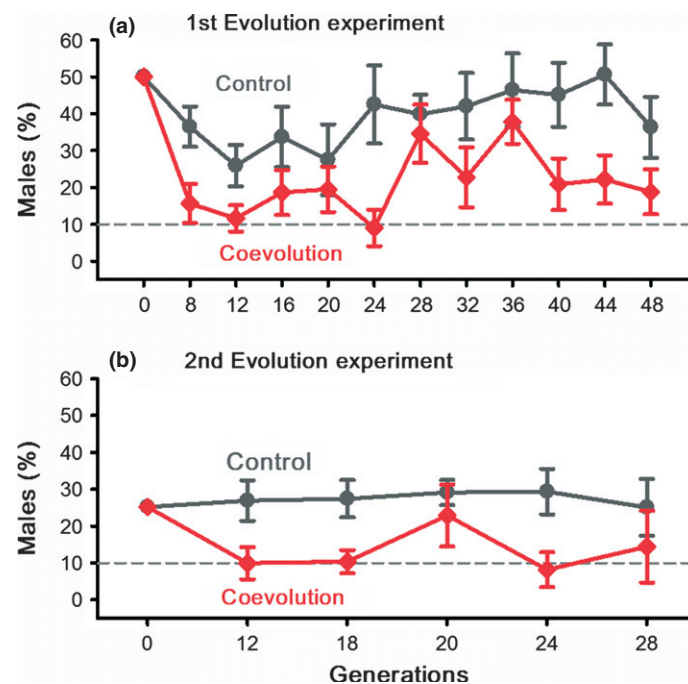 (a) 1st Evolution experiment
60
50
40
30
20
10
0
Males (%)
Control
Coevolution
0 8 12 16 20 24 28 32 36 40 44 48
(b) 2nd Evolution experiment
60
50
40
30
20
10
0
Males (%)
Control
Coevolution
0 12 18 20 24 28
Generations